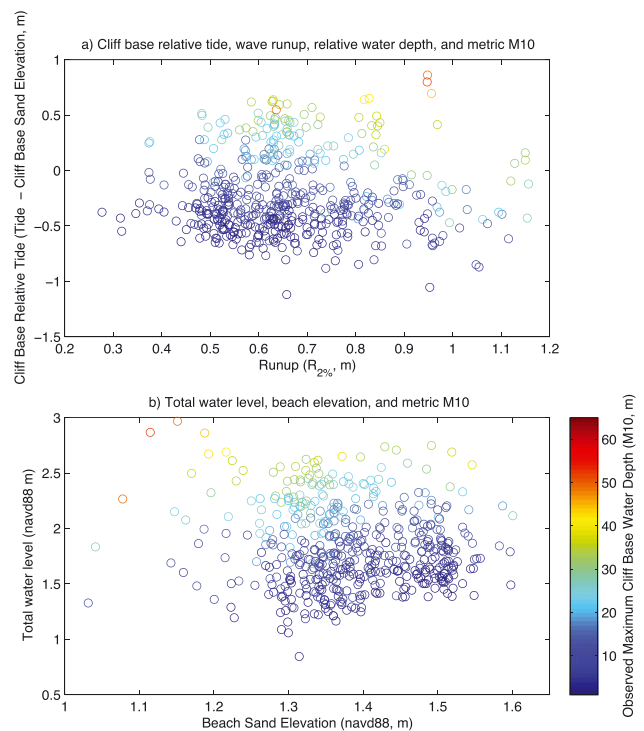 a) Cliff base relative tide, wave runup, relative water depth, and metric M10
Cliff Base Relative Tide (Tide − Cliff Base Sand Elevation, m)
1
0.5
0
−0.5
−1
−1.5
0.2 0.3 0.4 0.5 0.6 0.7 0.8 0.9 1 1.1 1.2
Runup (R2%, m)
b) Total water level, beach elevation, and metric M10
Total water level (navd88 m)
3
2.5
2
1.5
1
0.5
1 1.1 1.2 1.3 1.4 1.5 1.6
Beach Sand Elevation (navd88, m)
60
50
40
30
20
10
Observed Maximum Cliff Base Water Depth (M10, m)